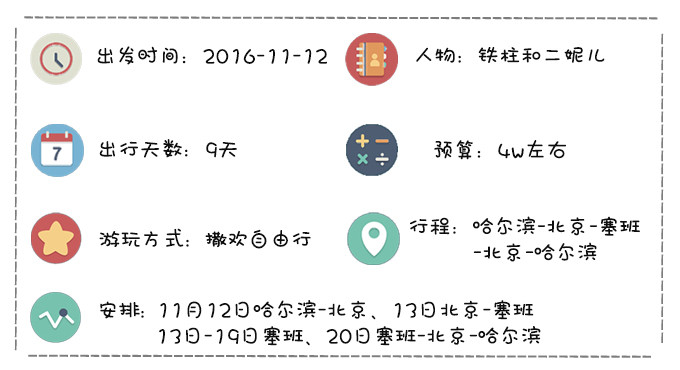 出发时间：2016-11-12
人物：铁柱和二妮儿
7
出行天数：9天
预算：4W左右
游玩方式：撒欢自由行
行程：哈尔滨-北京-塞班
-北京-哈尔滨
安排：11月12日哈尔滨-北京、13日北京-塞班
13日-19日塞班、20日塞班-北京-哈尔滨